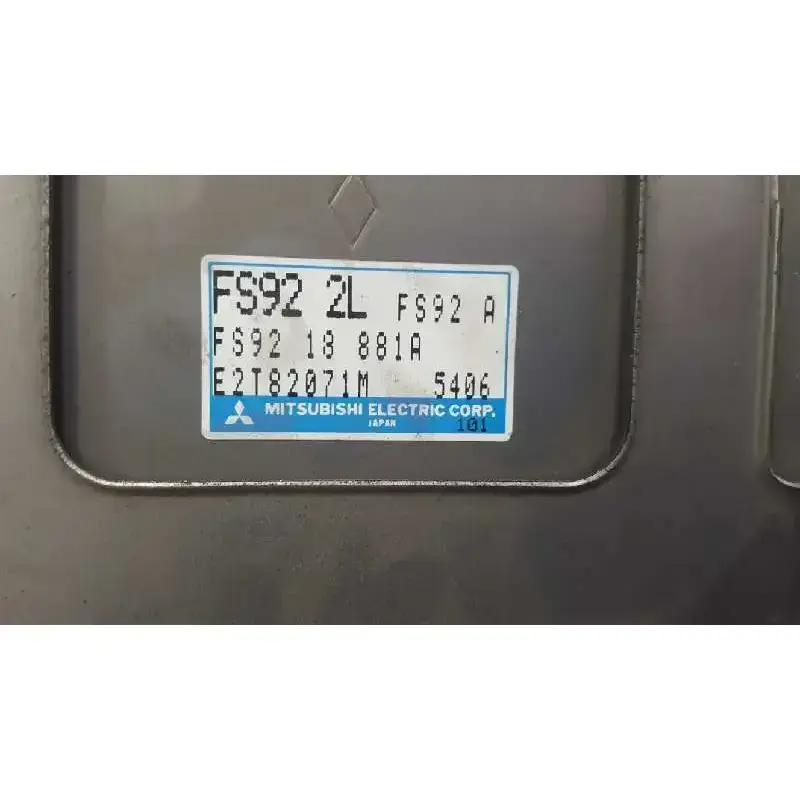 FS92 2L FS92 A
FS92 18 881A
E2T82071M 5406
MITSUBISHI ELECTRIC CORP.
JAPAN 101